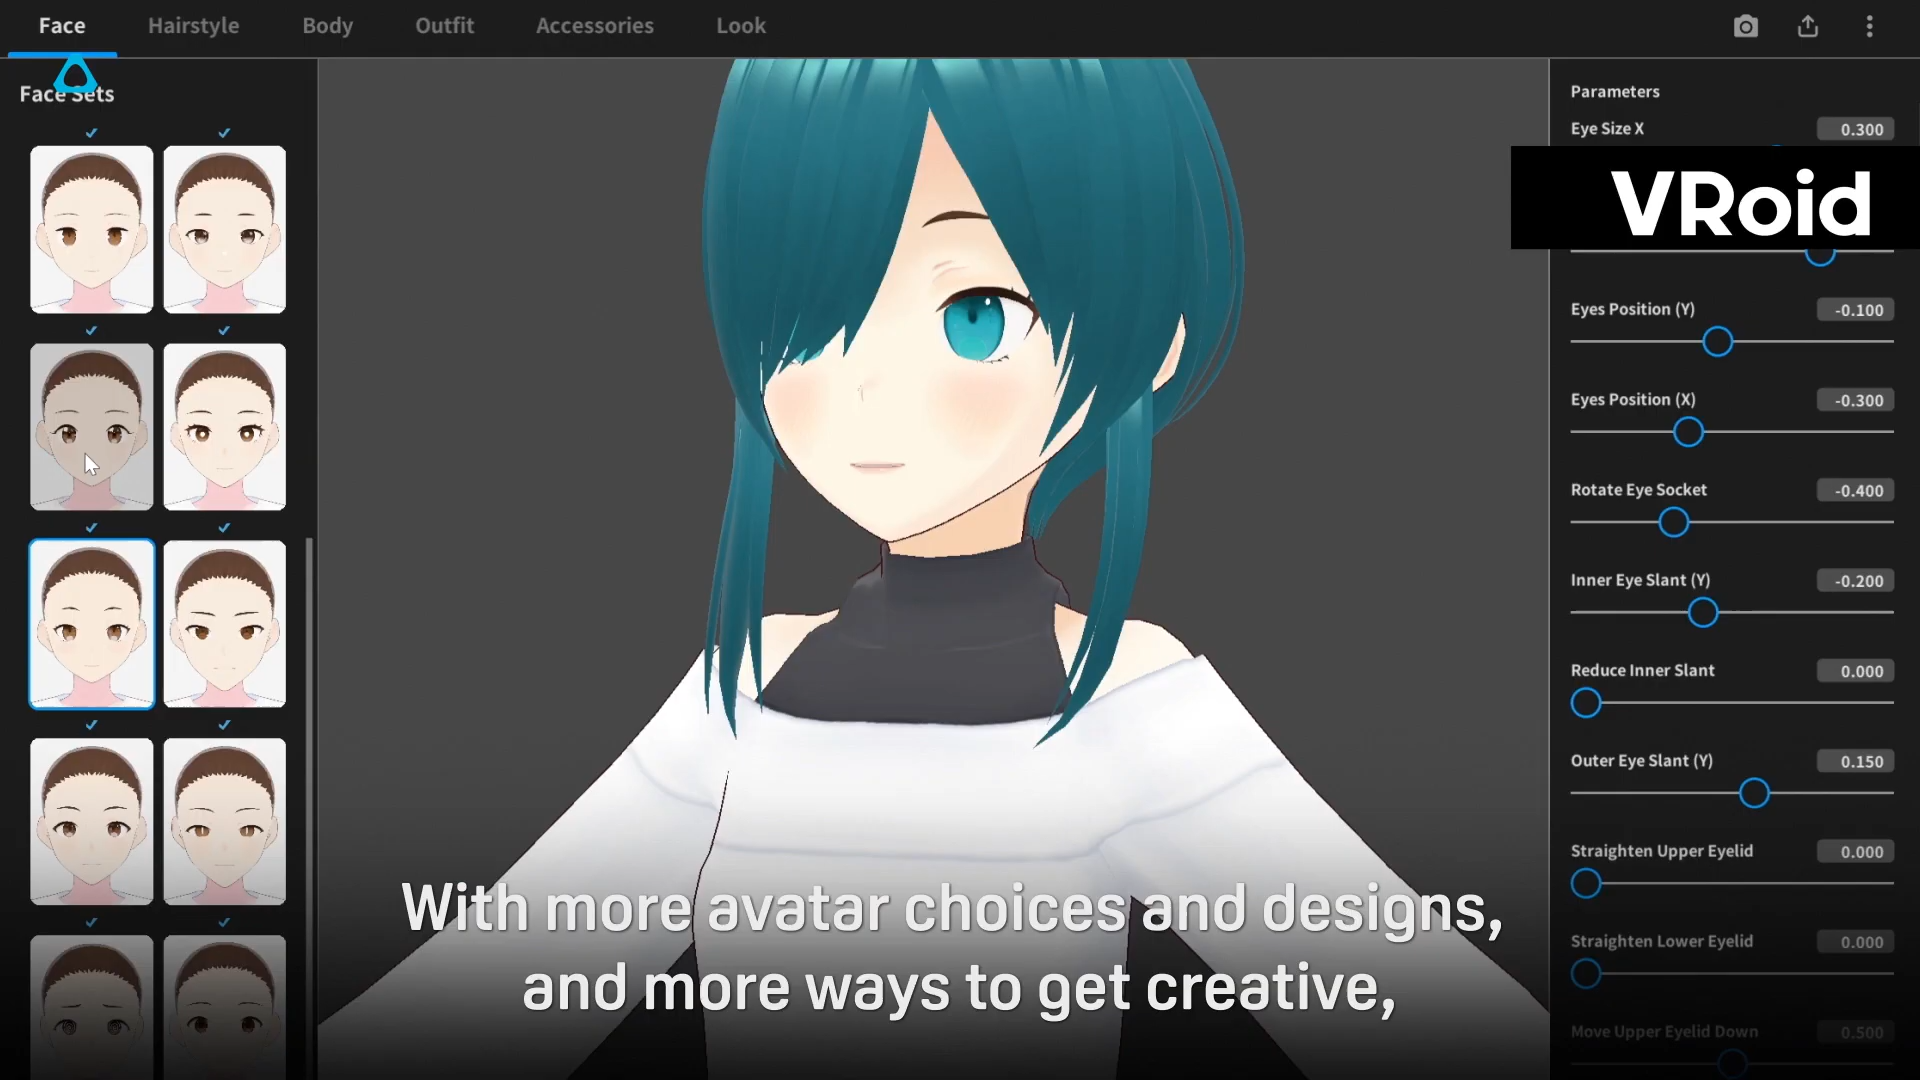 Face
Hairstyle
Body
Outfit
Accessories
Look
Face Sets
Parameters
Eye Size X
0.300
VRoid
Eyes Position (Y)
-0.100
Eyes Position (X)
-0.300
Rotate Eye Socket
-0.400
Inner Eye Slant (Y)
-0.200
Reduce Inner Slant
0.000
Outer Eye Slant (Y)
0.150
Straighten Upper Eyelid
0.000
Straighten Lower Eyelid
0.000
Move Upper Eyelid Down
0.500
With more avatar choices and designs,
and more ways to get creative,